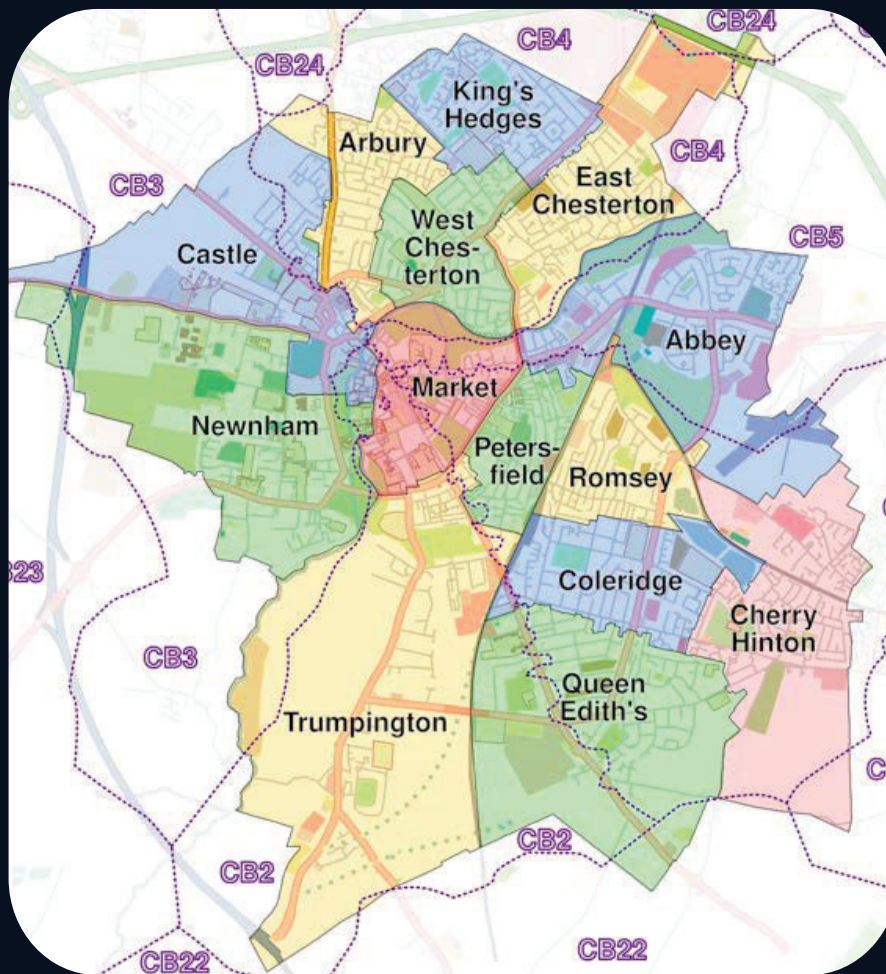 CB24
CB4
CB24
King's
Hedges
Arbury
CB4
East
Chesterton
CB3
West
Ches-
terton
Castle
CB5
Abbey
Market
Newnham
Peters-
field
Romsey
Coleridge
Cherry
Hinton
CB3
Queen
Edith's
Trumpington
CB2
CB2
CB22
CB22